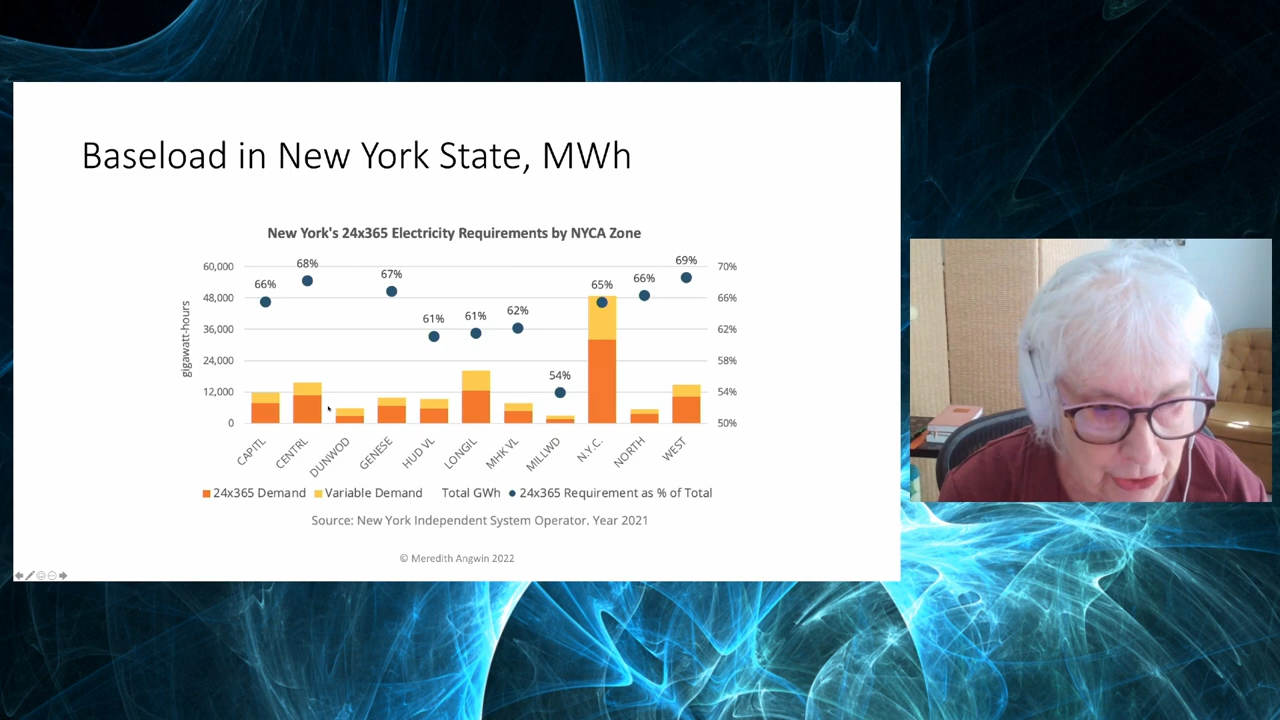 Baseload in New York State, MWh
New York's 24x365 Electricity Requirements by NYCA Zone
60,000
48,000
36,000
24,000
12,000
0
gigawatt-hours
66%
68%
67%
61%
61%
62%
54%
65%
66%
69%
70%
66%
62%
58%
54%
50%
CAPITL
CENTRL
DUNWOD
GENESE
HUD VL
LONGIL
MHK VL
MILLWD
N.Y.C.
NORTH
WEST
24x365 Demand Variable Demand Total GWh 24x365 Requirement as % of Total
Source: New York Independent System Operator. Year 2021
© Meredith Angwin 2022